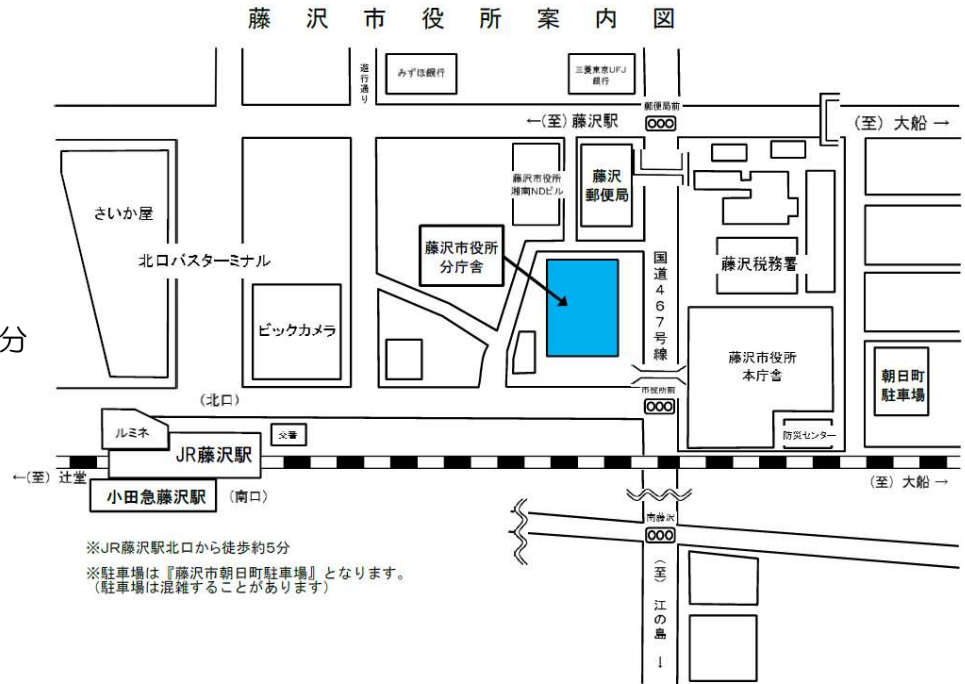 藤沢市役所案内図
遊行通り
みずほ銀行
三菱東京UFJ
銀行
郵便局前
←(至) 藤沢駅
(至) 大船 →
さいか屋
藤沢市役所
湘南NDビル
藤沢
郵便局
北口バスターミナル
藤沢市役所
分庁舎
国道467号線
藤沢税務署
分
ビックカメラ
藤沢市役所
本庁舎
朝日町
駐車場
市役所前
(北口)
ルミネ
交番
防災センター
JR藤沢駅
←(至) 辻堂
(至) 大船 →
小田急藤沢駅
(南口)
南藤沢
※JR藤沢駅北口から徒歩約5分
※駐車場は『藤沢市朝日町駐車場』となります。
(駐車場は混雑することがあります)
(至) 江の島 ↓